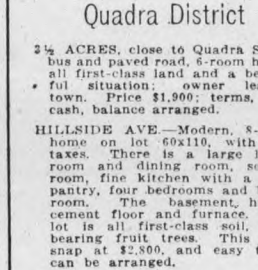 Quadra District
3½ ACRES, close to Quadra
bus and paved road, 6-room
all first-class land and a
ful situation; owner
town. Price $1,900; terms,
cash, balance arranged.
HILLSIDE AVE.—Modern, 8-
home on lot 60x110, with
taxes. There is a large
room and dining room,
room, fine kitchen with a
pantry, four bedrooms and
room. The basement,
cement floor and furnace.
lot is all first-class soil,
bearing fruit trees. This
snap at $2,800, and easy
can be arranged.